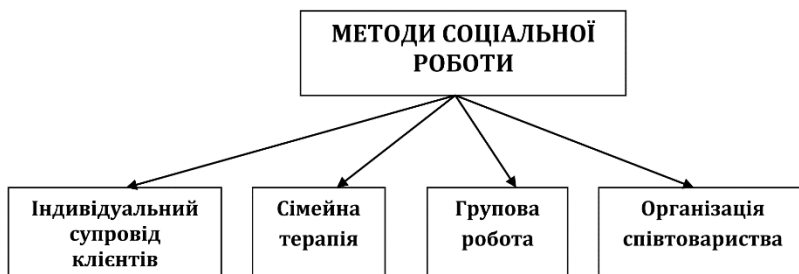 МЕТОДИ СОЦІАЛЬНОЇ
РОБОТИ
Індивідуальний
супровід
клієнтів
Сімейна
терапія
Групова
робота
Організація
співтовариства